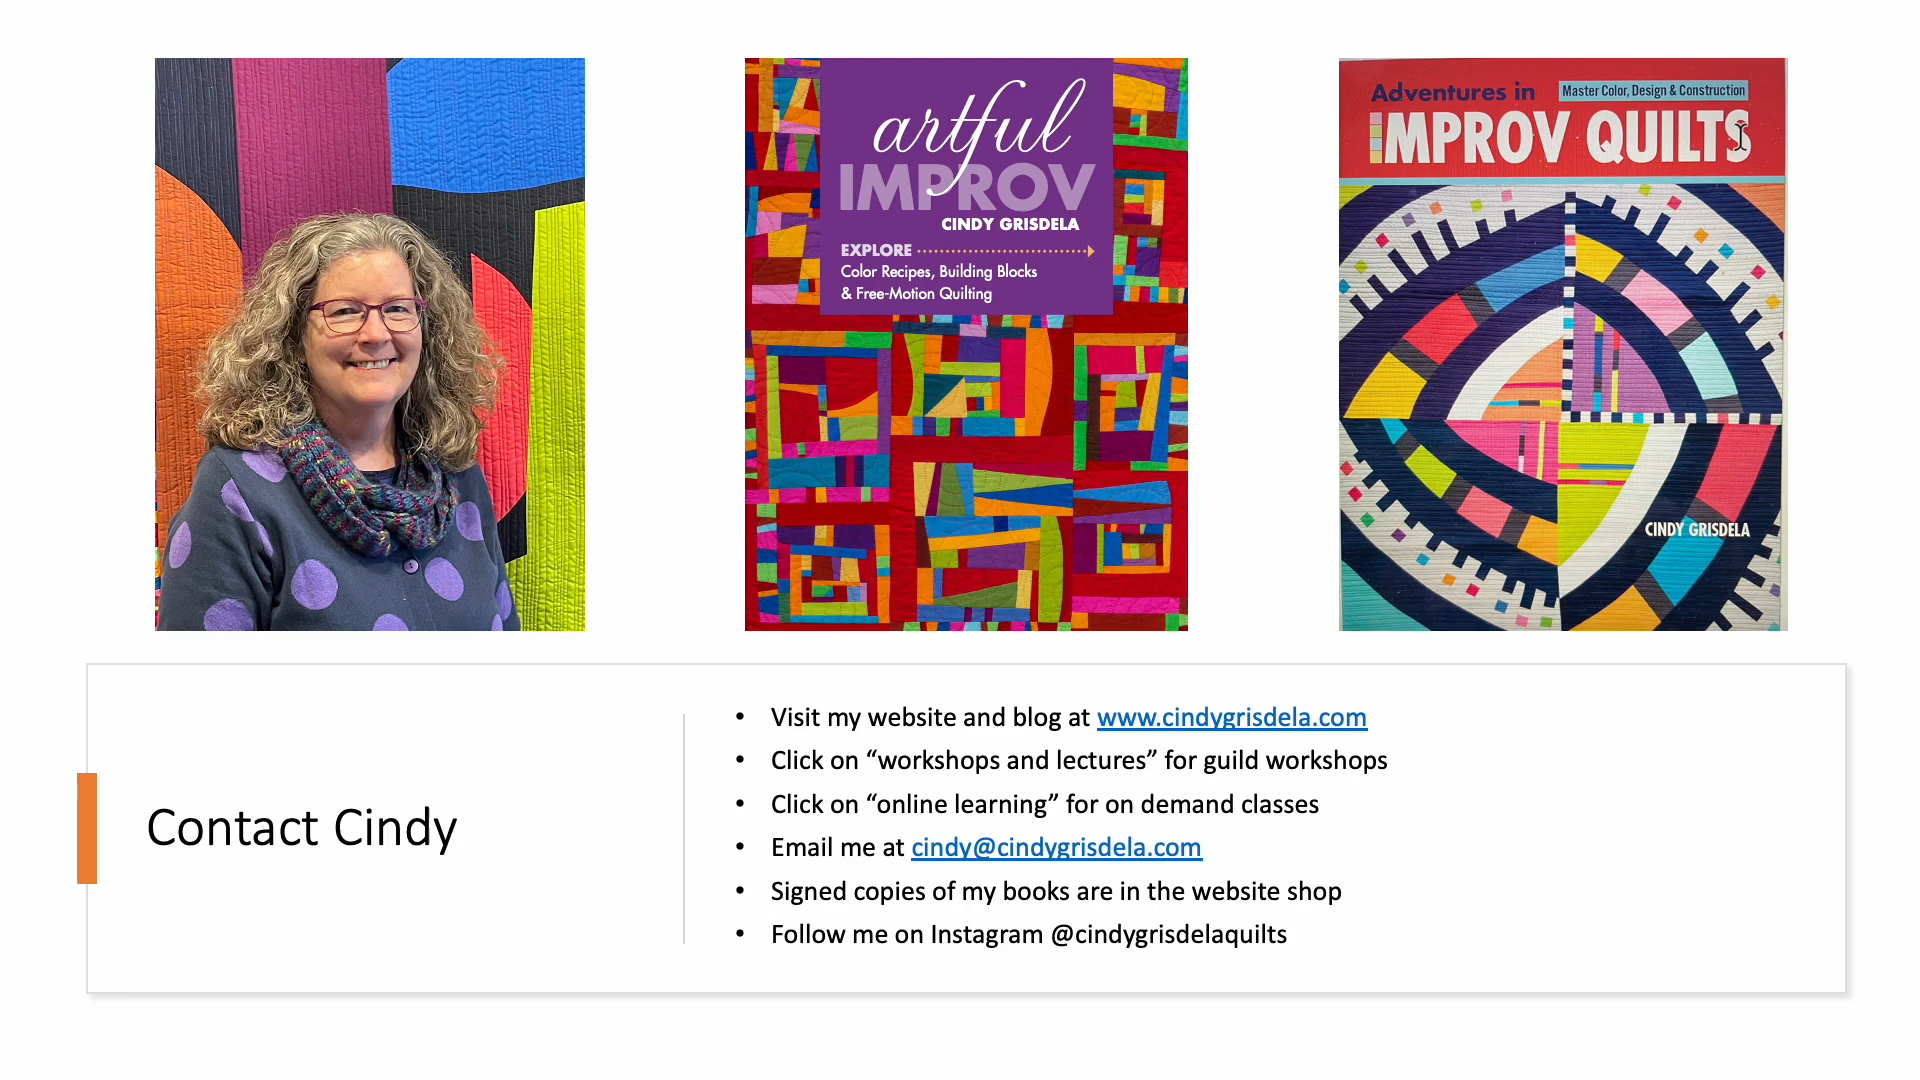 artful
IMPROV
CINDY GRISDELA
EXPLORE
Color Recipes, Building Blocks
& Free-Motion Quilting
Adventures in
Master Color, Design & Construction
IMPROV QUILTS
CINDY GRISDELA
Contact Cindy
• Visit my website and blog at www.cindygrisdela.com
• Click on “workshops and lectures” for guild workshops
• Click on “online learning” for on demand classes
• Email me at cindy@cindygrisdela.com
• Signed copies of my books are in the website shop
• Follow me on Instagram @cindygrisdelaquilts